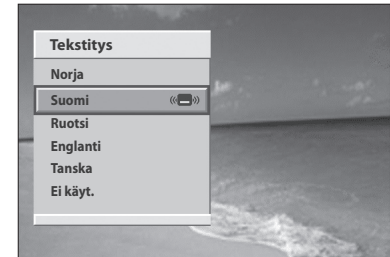 Tekstitys
Norja
Suomi
Ruotsi
Englanti
Tanska
Ei käyt.